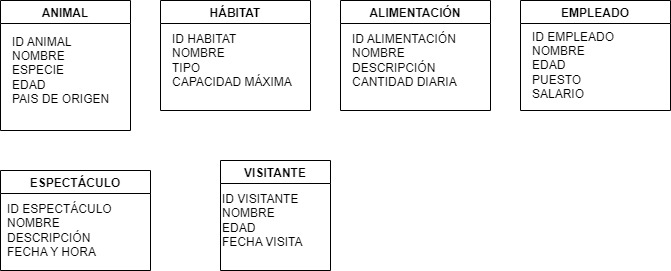 ANIMAL
ID ANIMAL
NOMBRE
ESPECIE
EDAD
PAIS DE ORIGEN
HÁBITAT
ID HABITAT
NOMBRE
TIPO
CAPACIDAD MÁXIMA
ALIMENTACIÓN
ID ALIMENTACIÓN
NOMBRE
DESCRIPCIÓN
CANTIDAD DIARIA
EMPLEADO
ID EMPLEADO
NOMBRE
EDAD
PUESTO
SALARIO
ESPECTÁCULO
ID ESPECTÁCULO
NOMBRE
DESCRIPCIÓN
FECHA Y HORA
VISITANTE
ID VISITANTE
NOMBRE
EDAD
FECHA VISITA